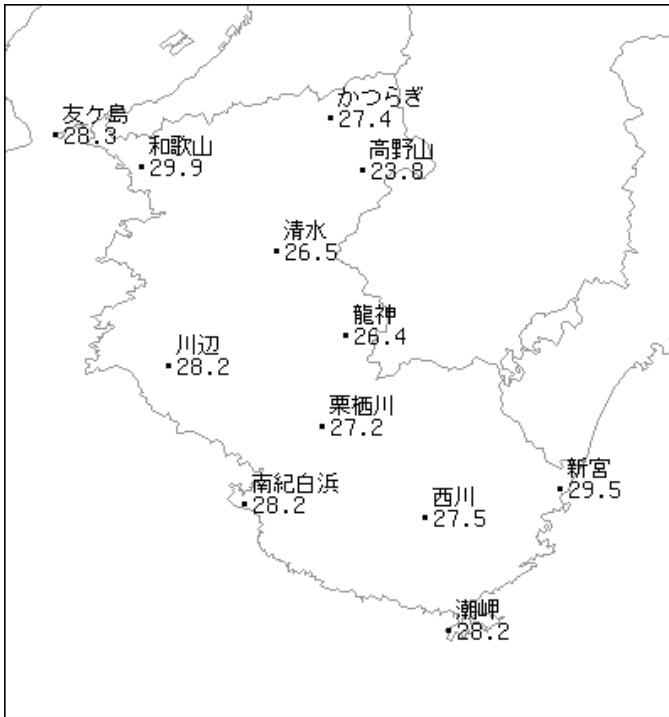 かつらぎ
27.4
友ケ島
28.3
和歌山
29.9
高野山
23.8
清水
26.5
龍神
26.4
川辺
28.2
栗栖川
27.2
新宮
29.5
南紀白浜
28.2
西川
27.5
潮岬
28.2